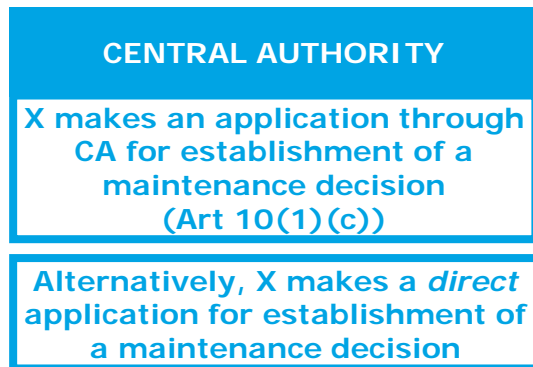 CENTRAL AUTHORITY
X makes an application through
CA for establishment of a
maintenance decision
(Art 10(1)(c))
Alternatively, X makes a direct
application for establishment of
a maintenance decision